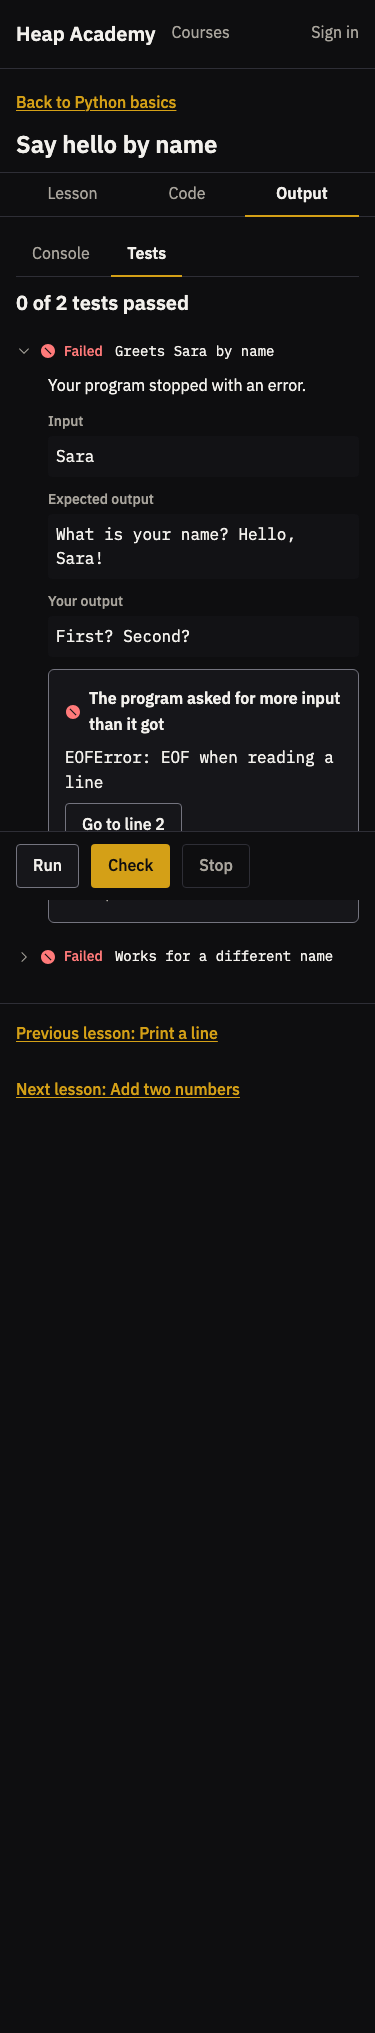 Heap Academy Courses Sign in
Back to Python basics
Say hello by name
Lesson Code Output
Console Tests
0 of 2 tests passed
Failed Greets Sara by name
Your program stopped with an error.
Input
Sara
Expected output
What is your name? Hello,
Sara!
Your output
First? Second?
The program asked for more input
than it got
EOFError: EOF when reading a
line
Go to line 2
Run Check Stop
Failed Works for a different name
Previous lesson: Print a line
Next lesson: Add two numbers